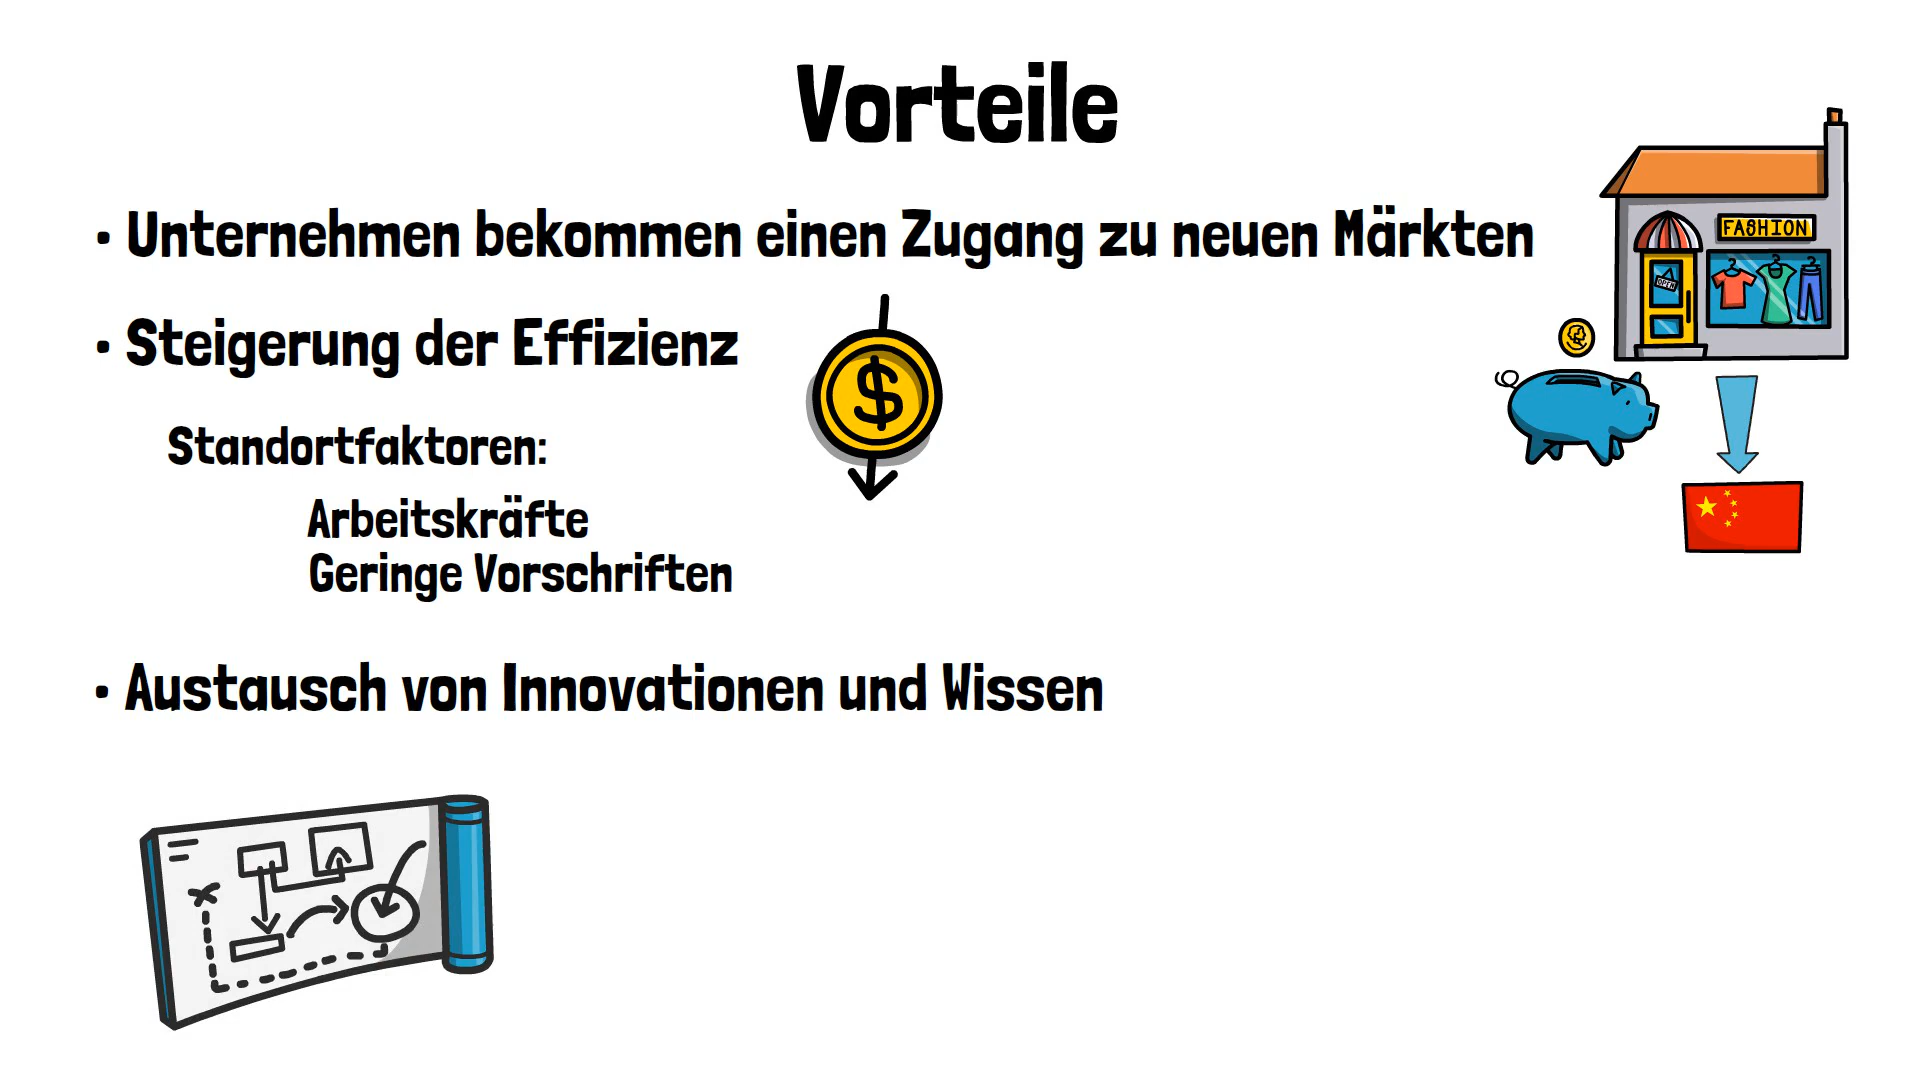 Vorteile
• Unternehmen bekommen einen Zugang zu neuen Märkten
FASHION
OPEN
• Steigerung der Effizienz
$
Standortfaktoren:
Arbeitskräfte
Geringe Vorschriften
• Austausch von Innovationen und Wissen